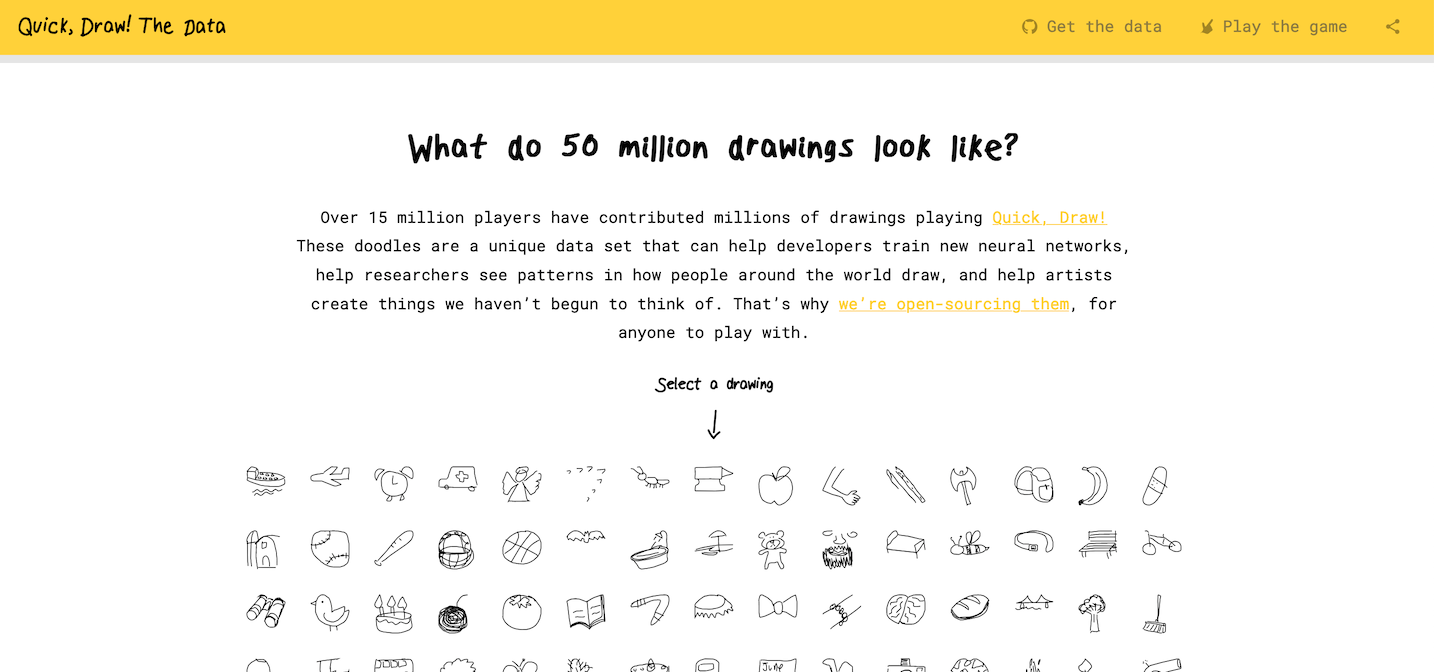 Quick, Draw! The Data
Get the data
Play the game
What do 50 million drawings look like?
Over 15 million players have contributed millions of drawings playing Quick, Draw!
These doodles are a unique data set that can help developers train new neural networks,
help researchers see patterns in how people around the world draw, and help artists
create things we haven't begun to think of. That's why we're open-sourcing them, for
anyone to play with.
Select a drawing
June